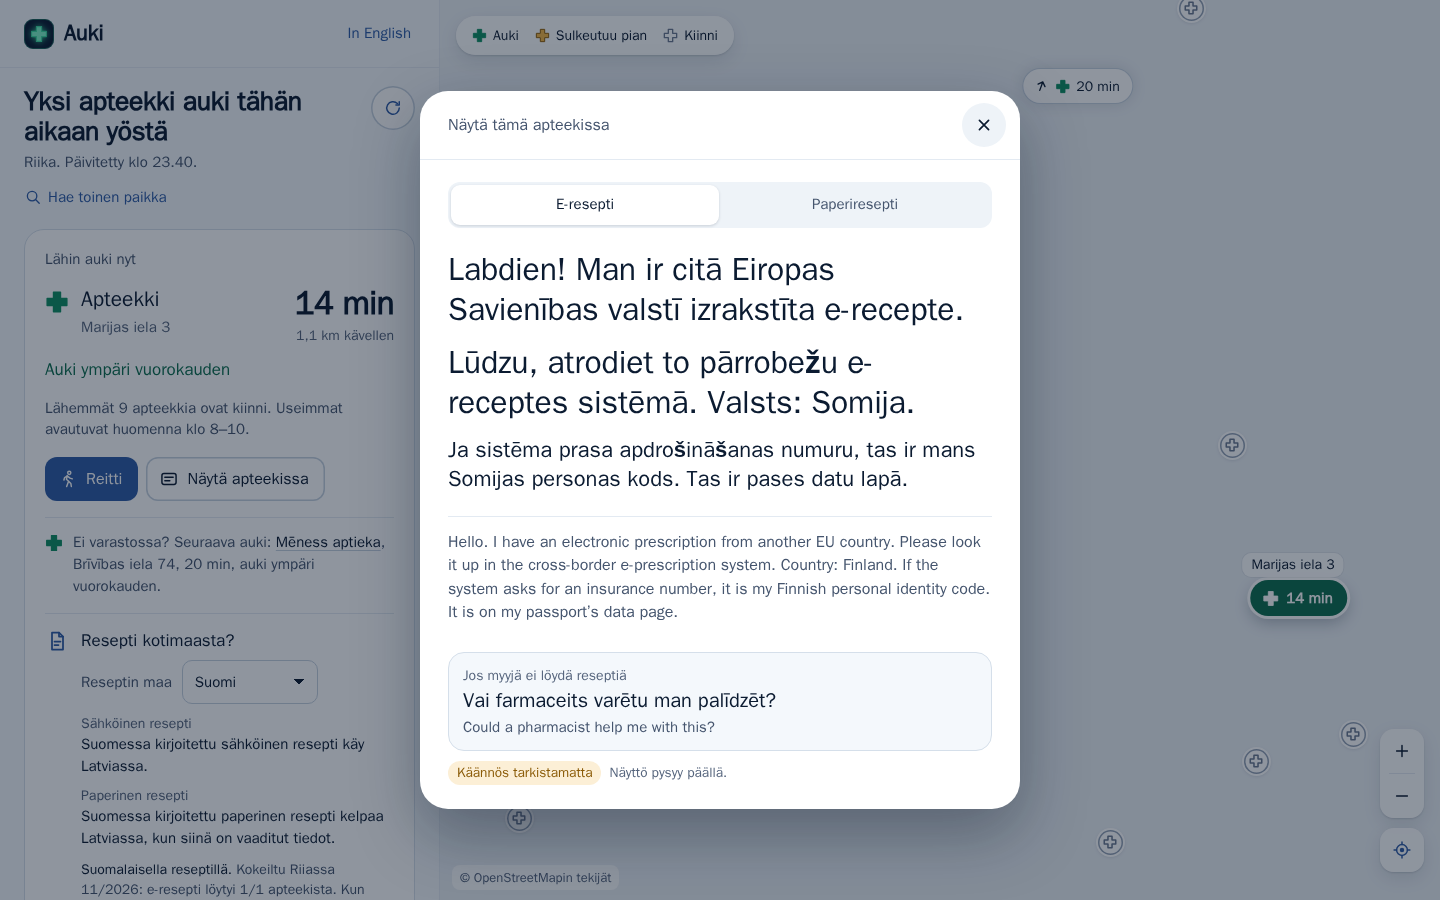 Auki
In English
Yksi apteekki auki tähän
aikaan yöstä
Riika. Päivitetty klo 23.40.
Hae toinen paikka
Lähin auki nyt
Apteekki
14 min
Marijas iela 3
1,1 km kävellen
Auki ympäri vuorokauden
Lähemmät 9 apteekkia ovat kiinni. Useimmat
avautuvat huomenna klo 8–10.
Reitti
Näytä apteekissa
Ei varastossa? Seuraava auki: Mēness aptieka,
Brīvības iela 74, 20 min, auki ympäri
vuorokauden.
Resepti kotimaasta?
Reseptin maa
Suomi
Sähköinen resepti
Suomessa kirjoitettu sähköinen resepti käy
Latviassa.
Paperinen resepti
Suomessa kirjoitettu paperinen resepti kelpaa
Latviassa, kun siinä on vaaditut tiedot.
Suomalaisella reseptillä. Kokeiltu Riiassa
11/2026: e-resepti löytyi 1/1 apteekista. Kun
Auki
Sulkeutuu pian
Kiinni
20 min
Näytä tämä apteekissa
E-resepti
Paperiresepti
Labdien! Man ir citā Eiropas
Savienības valstī izrakstīta e-recepte.
Lūdzu, atrodiet to pārrobežu e-
receptes sistēmā. Valsts: Somija.
Ja sistēma prasa apdrošināšanas numuru, tas ir mans
Somijas personas kods. Tas ir pases datu lapā.
Hello. I have an electronic prescription from another EU country. Please look
it up in the cross-border e-prescription system. Country: Finland. If the
system asks for an insurance number, it is my Finnish personal identity code.
It is on my passport's data page.
Jos myyjä ei löydä reseptiä
Vai farmaceits varētu man palīdzēt?
Could a pharmacist help me with this?
Käännös tarkistamatta
Näyttö pysyy päällä.
Marijas iela 3
14 min
+
−
© OpenStreetMapin tekijät